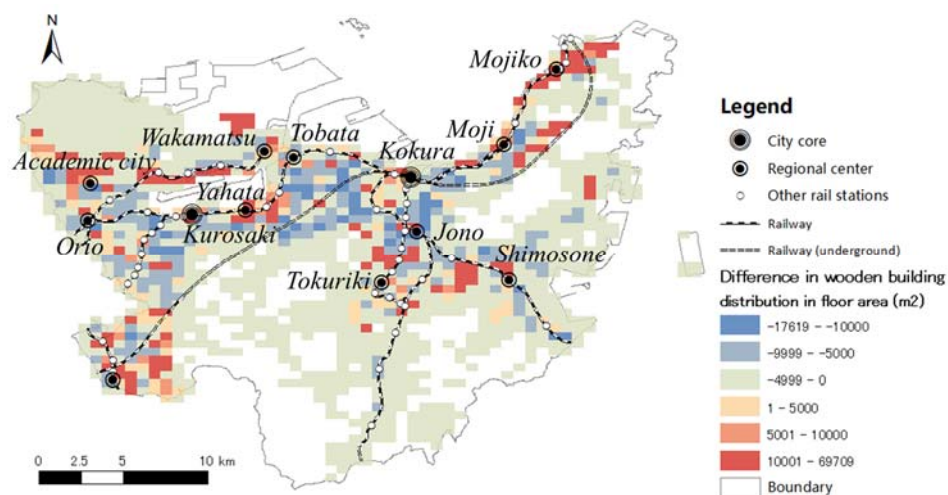 N
Mojiko
Wakamatsu
Tobata
Moji
Kokura
Academic city
Yahata
Orio
Kurosaki
Jono
Shimosone
Tokuriki
0 2.5 5 10 km
Legend
City core
Regional center
Other rail stations
Railway
Railway (underground)
Difference in wooden building
distribution in floor area (m2)
-17619 - -10000
-9999 - -5000
-4999 - 0
1 - 5000
5001 - 10000
10001 - 69709
Boundary